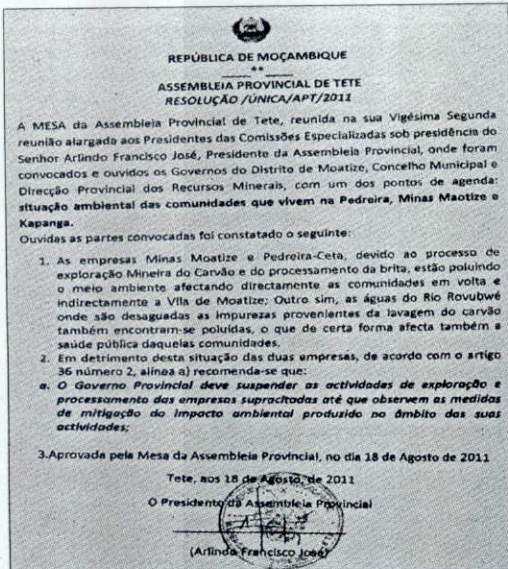 REPÚBLICA DE MOÇAMBIQUE
**
ASSEMBLEIA PROVINCIAL DE TETE
RESOLUÇÃO /ÚNICA/APT/2011
A MESA da Assembleia Provincial de Tete, reunida na sua Vigésima Segunda
reunião alargada aos Presidentes das Comissões Especializadas sob presidência do
Senhor Arlindo Francisco José, Presidente da Assembleia Provincial, onde foram
convocados e ouvidos os Governos do Distrito de Moatize, Concelho Municipal e
Direcção Provincial dos Recursos Minerais, com um dos pontos de agenda:
situação ambiental das comunidades que vivem na Pedreira, Minas Maotize e
Kapanga.
Ouvidas as partes convocadas foi constatado o seguinte:
1. As empresas Minas Moatize e Pedreira-Ceta, devido ao processo de
exploração Mineira do Carvão e do processamento da brita, estão poluindo
o meio ambiente afectando directamente as comunidades em volta e
indirectamente a Vila de Moatize; Outro sim, as águas do Rio Rovubwé
onde são desaguadas as impurezas provenientes da lavagem do carvão
também encontram-se poluídas, o que de certa forma afecta também a
saúde pública daquelas comunidades.
2. Em detrimento desta situação das duas empresas, de acordo com o artigo
36 número 2, alínea a) recomenda-se que:
a. O Governo Provincial deve suspender as actividades de exploração e
processamento das empresas supracitadas até que observem as medidas
de mitigação do impacto ambiental produzido no âmbito das suas
actividades;
3.Aprovada pela Mesa da Assembleia Provincial, no dia 18 de Agosto de 2011
Tete, aos 18 de Agosto, de 2011
O Presidente da Assembleia Provincial
(Arlindo Francisco José)